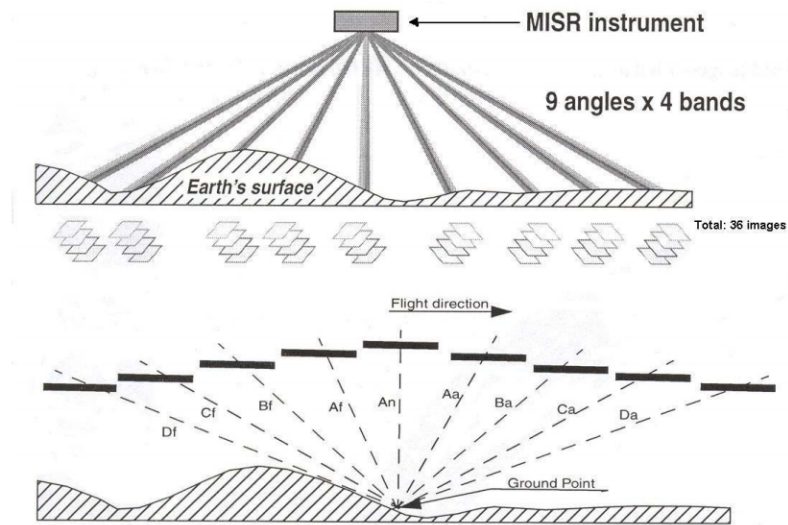 MISR instrument
9 angles x 4 bands
Earth's surface
Total: 36 images
Flight direction
Df
Cf
Bf
Af
An
Aa
Ba
Ca
Da
Ground Point